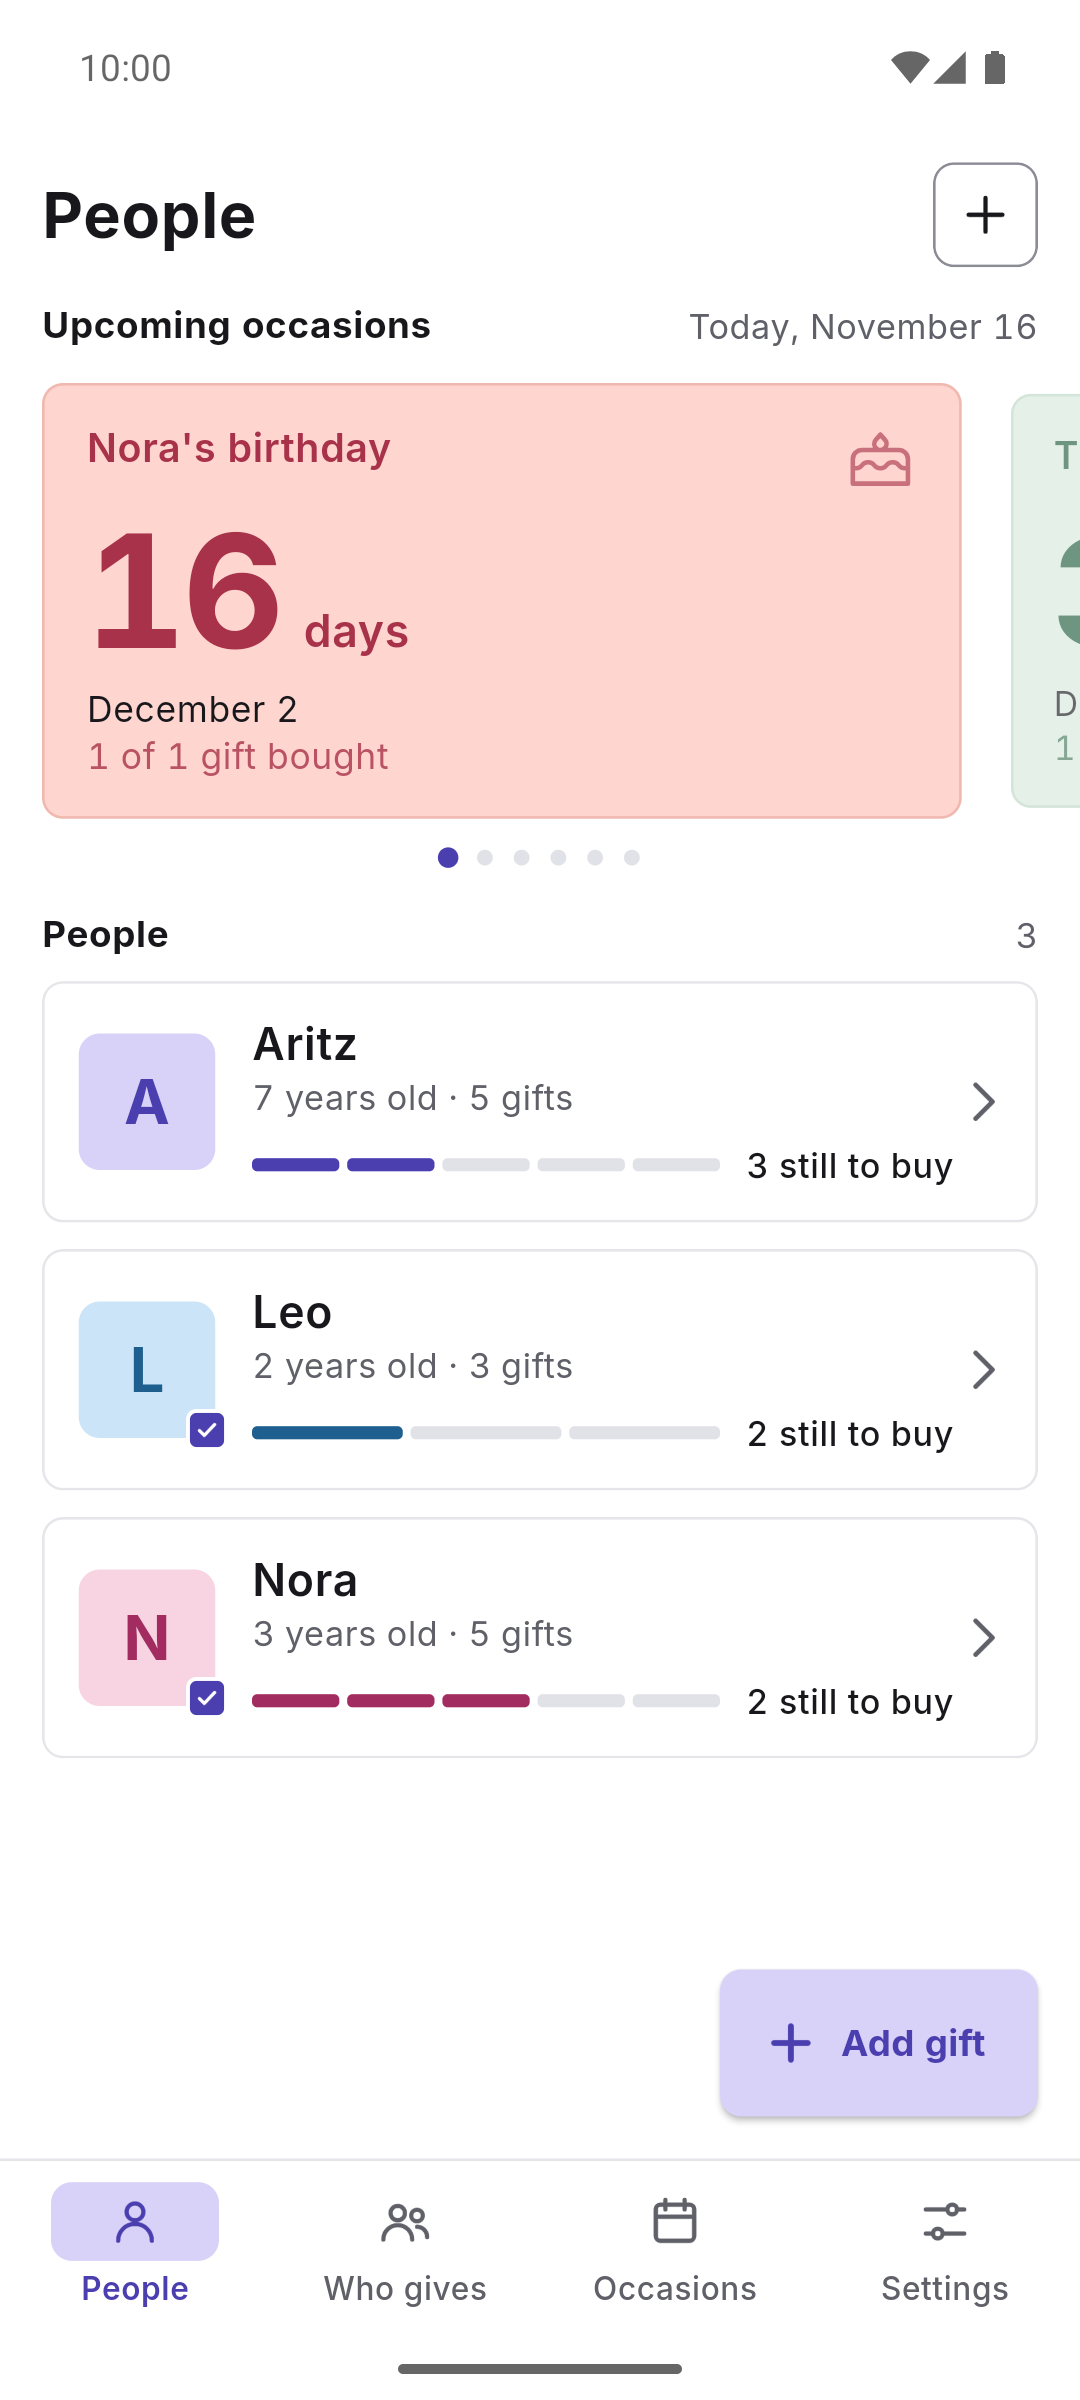 10:00
People
Upcoming occasions
Today, November 16
Nora's birthday
16 days
December 2
1 of 1 gift bought
People
3
A
Aritz
7 years old · 5 gifts
3 still to buy
L
Leo
2 years old · 3 gifts
2 still to buy
N
Nora
3 years old · 5 gifts
2 still to buy
Add gift
People
Who gives
Occasions
Settings